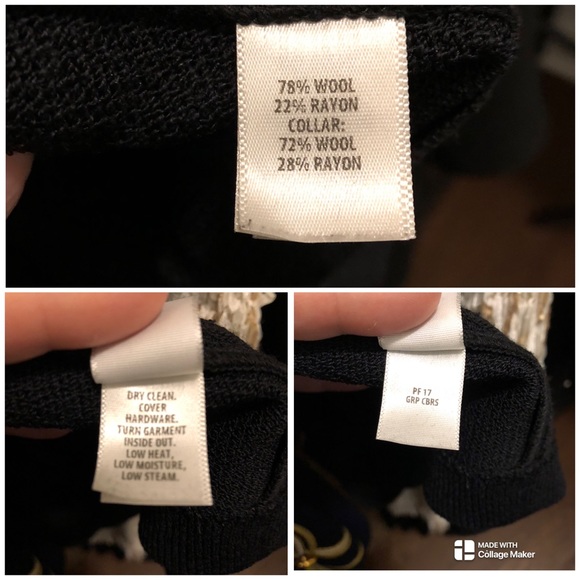 78% WOOL
22% RAYON
COLLAR:
72% WOOL
28% RAYON
DRY CLEAN.
COVER
HARDWARE.
TURN GARMENT
INSIDE OUT.
LOW HEAT,
LOW MOISTURE,
LOW STEAM.
PF 17
GRP CBRS
MADE WITH
Collage Maker